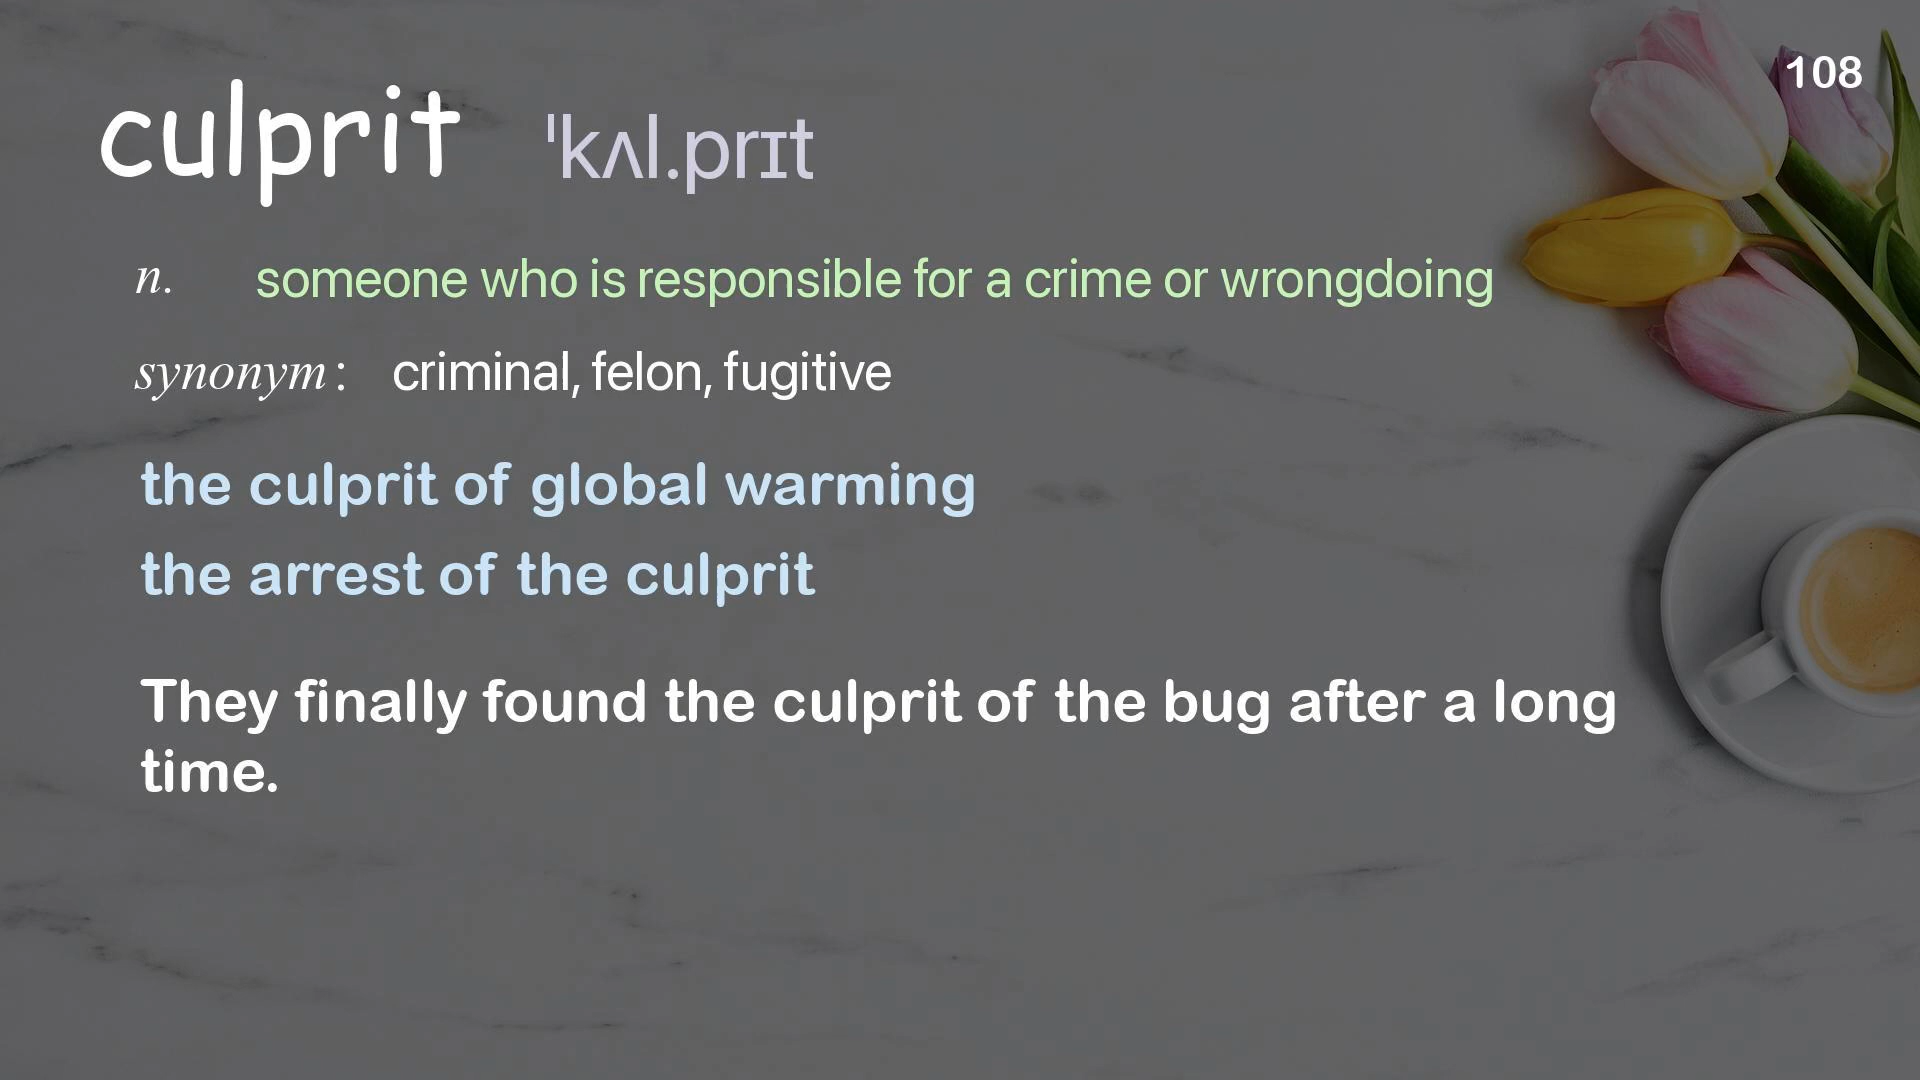 108
culprit ˈkʌl.prɪt
n. someone who is responsible for a crime or wrongdoing
synonym: criminal, felon, fugitive
the culprit of global warming
the arrest of the culprit
They finally found the culprit of the bug after a long
time.